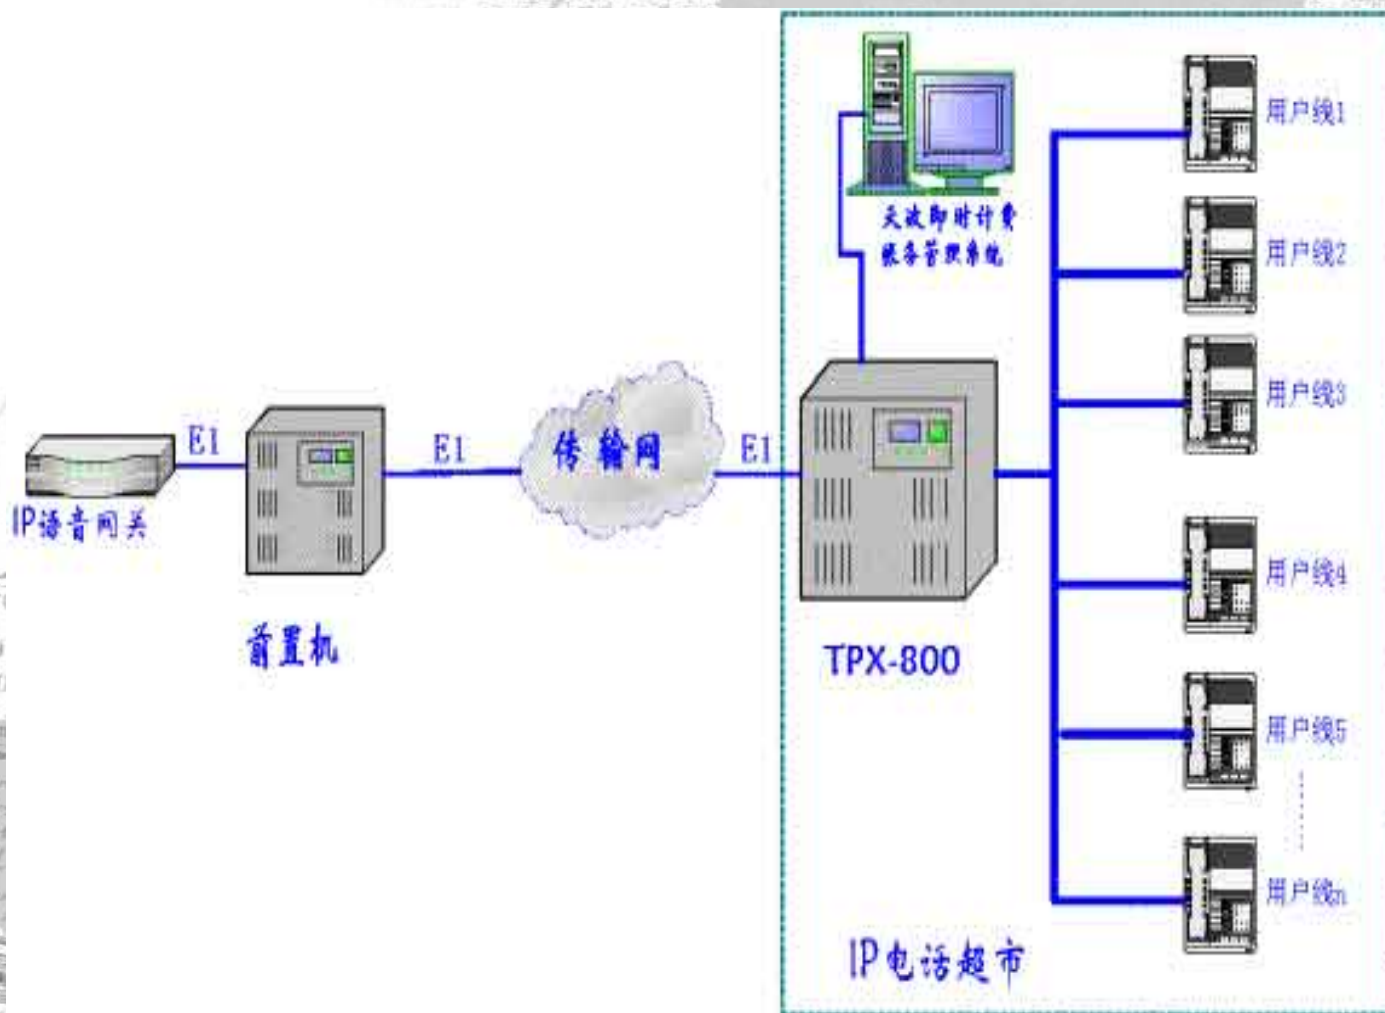 天波即时计费
账务管理系统
用户线1
用户线2
用户线3
E1
E1
传输网
E1
IP语音网关
前置机
TPX-800
用户线4
用户线5
用户线n
IP电话超市